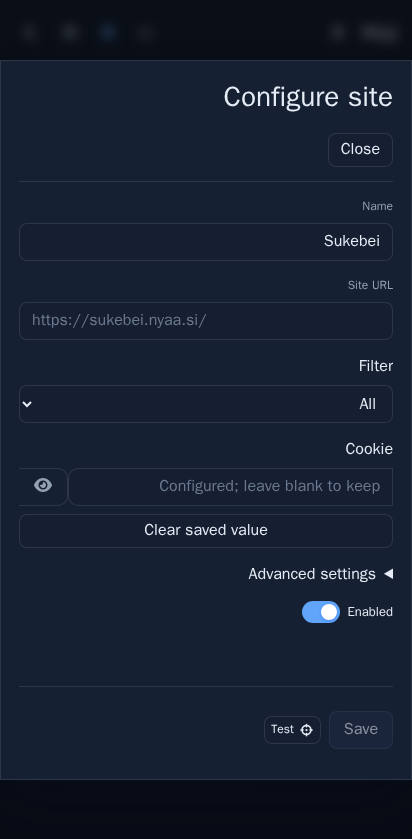 Configure site
Close
Name
Sukebei
Site URL
https://sukebei.nyaa.si/
Filter
All
Cookie
Configured; leave blank to keep
Clear saved value
Advanced settings
Enabled
Save
Test